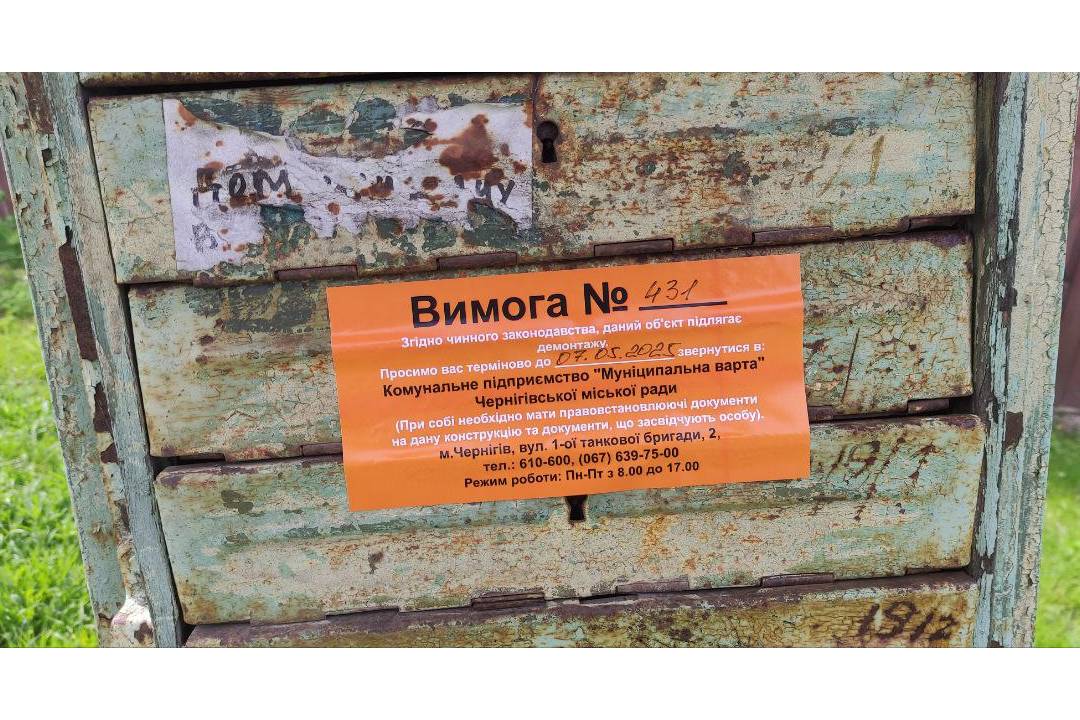 Дом
Вимога № 431
Згідно чинного законодавства, даний об'єкт підлягає
демонтажу.
Просимо вас терміново до 07.05.2025 звернутися в:
Комунальне підприємство "Муніципальна варта"
Чернігівської міської ради
(При собі необхідно мати правовстановлюючі документи
на дану конструкцію та документи, що засвідчують особу).
м.Чернігів, вул. 1-ої танкової бригади, 2,
тел.: 610-600, (067) 639-75-00
Режим роботи: Пн-Пт з 8.00 до 17.00